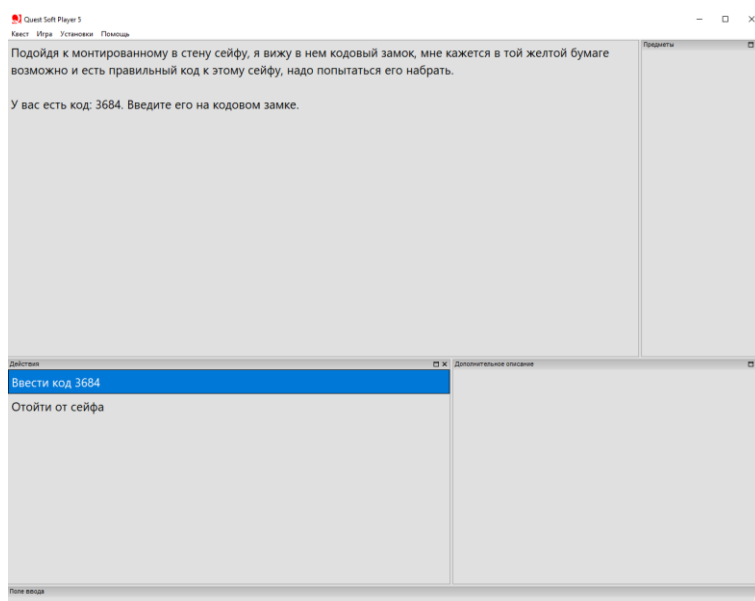 Quest Soft Player 5
Квест Игра Установки Помощь
Подойдя к монтированному в стену сейфу, я вижу в нем кодовый замок, мне кажется в той желтой бумаге
возможно и есть правильный код к этому сейфу, надо попытаться его набрать.
У вас есть код: 3684. Введите его на кодовом замке.
Предметы
Действия
Ввести код 3684
Отойти от сейфа
Дополнительное описание
Поле ввода